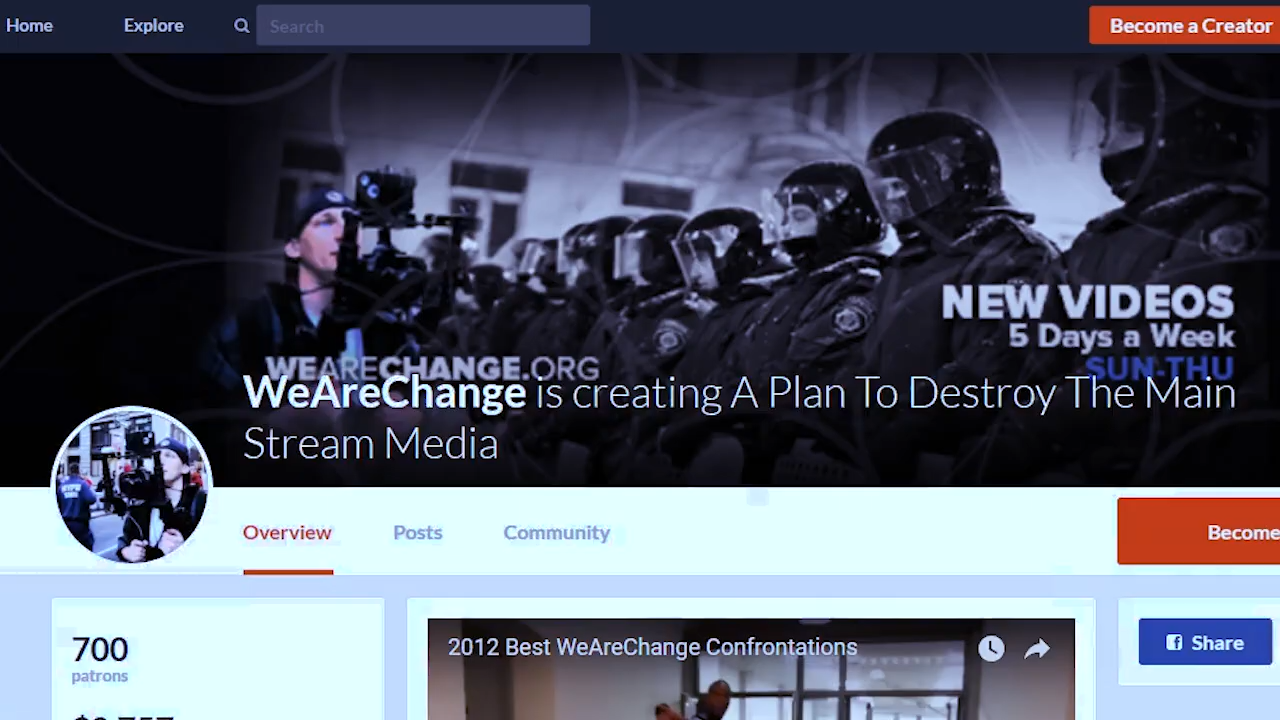 Home
Explore
Search
Become a Creator
NEW VIDEOS
5 Days a Week
SUN-THU
WEARECHANGE.ORG
WeAreChange is creating A Plan To Destroy The Main
Stream Media
Overview
Posts
Community
Become
700
patrons
2012 Best WeAreChange Confrontations
Share